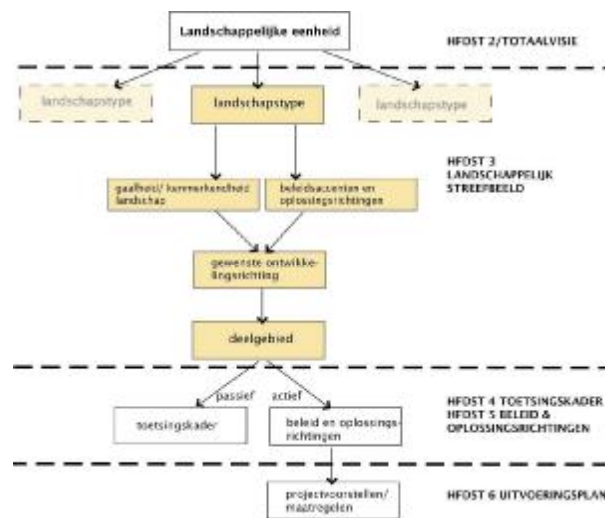 Landschappelijke eenheid
HFDST 2/TOTAALVISIE
landschapstype
landschapstype
landschapstype
HFDST 3
LANDSCHAPPELIJK
STREEFBEELD
gaafheid/ kenmerkendheid
landschap
beleidsaccenten en
oplossingsrichtingen
gewenste ontwikke-
lingsrichting
deelgebied
passief
actief
HFDST 4 TOETSINGSKADER
HFDST 5 BELEID &
OPLOSSINGSRICHTINGEN
toetsingskader
beleid en oplossings-
richtingen
projectvoorstellen/
maatregelen
HFDST 6 UITVOERINGSPLAN